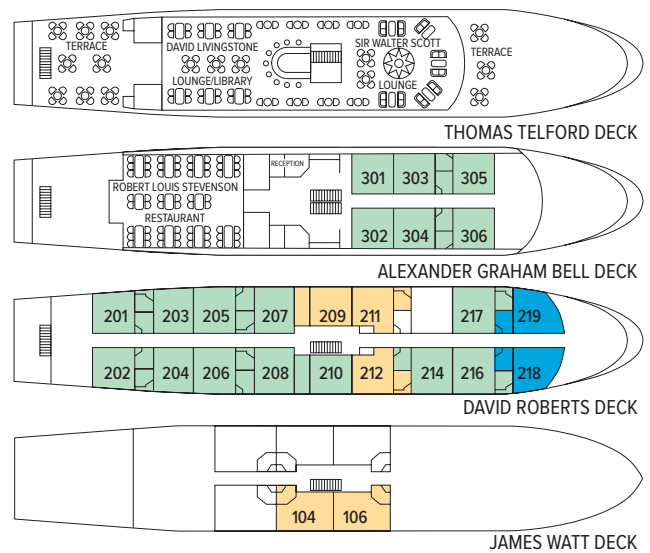 TERRACE
DAVID LIVINGSTONE
LOUNGE/LIBRARY
SIR WALTER SCOTT
LOUNGE
TERRACE
THOMAS TELFORD DECK
RECEPTION
ROBERT LOUIS STEVENSON
RESTAURANT
301 303 305
302 304 306
ALEXANDER GRAHAM BELL DECK
201 203 205 207 209 211 217 219
202 204 206 208 210 212 214 216 218
DAVID ROBERTS DECK
104 106
JAMES WATT DECK